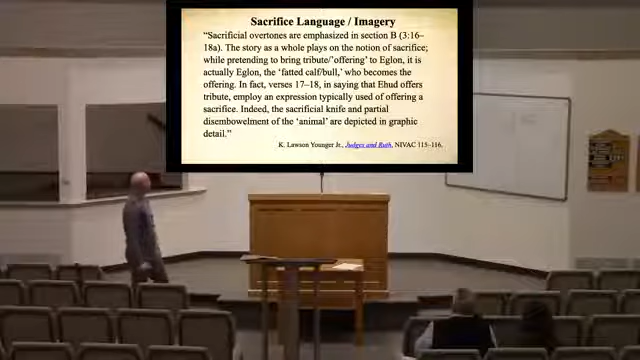 Sacrifice Language / Imagery
“Sacrificial overtones are emphasized in section B (3:16–
18a). The story as a whole plays on the notion of sacrifice;
while pretending to bring tribute/'offering' to Eglon, it is
actually Eglon, the 'fatted calf/bull,' who becomes the
offering. In fact, verses 17–18, in saying that Ehud offers
tribute, employ an expression typically used of offering a
sacrifice. Indeed, the sacrificial knife and partial
disembowelment of the 'animal' are depicted in graphic
detail.”
K. Lawson Younger Jr., Judges and Ruth, NIVAC 115–116.